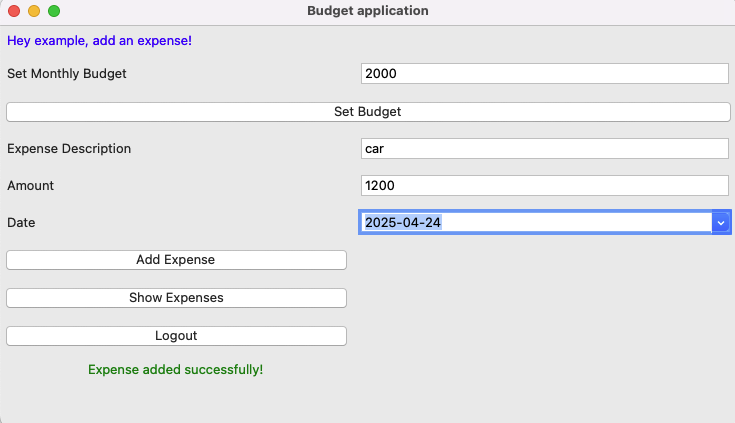 Budget application
Hey example, add an expense!
Set Monthly Budget 2000
Set Budget
Expense Description car
Amount 1200
Date 2025-04-24
Add Expense
Show Expenses
Logout
Expense added successfully!